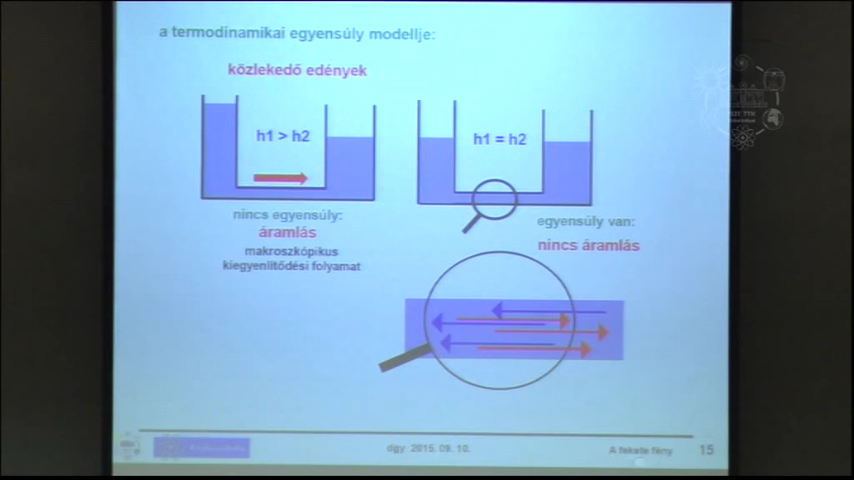 a termodinamikai egyensúly modellje:
közlekedő edények
h1 > h2
h1 = h2
nincs egyensúly:
áramlás
makroszkópikus
kiegyenlítődési folyamat
egyensúly van:
nincs áramlás
dgy 2015. 09. 10.
A fekete fény
15